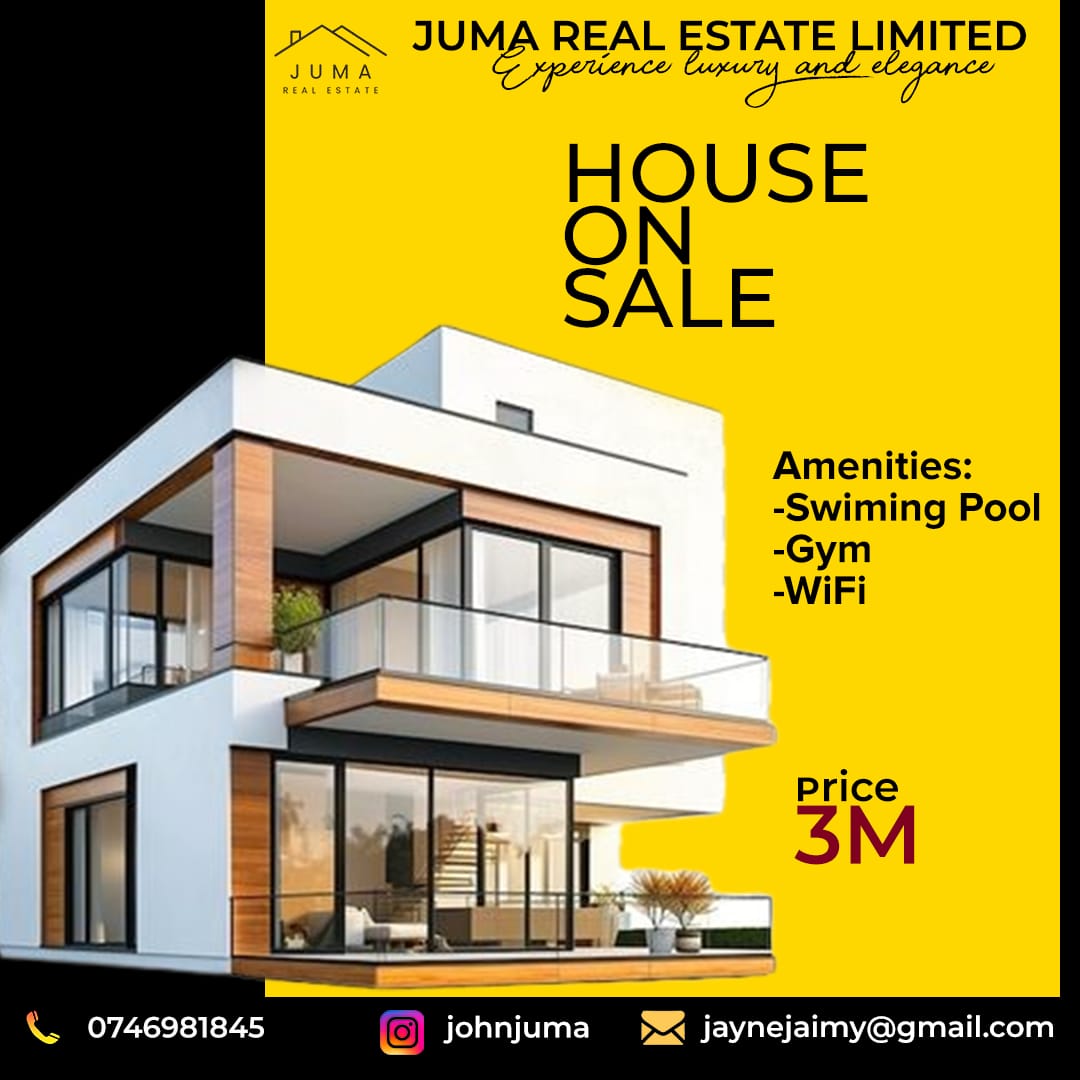 JUMA
REAL ESTATE
JUMA REAL ESTATE LIMITED
Experience luxury and elegance
HOUSE
ON
SALE
Amenities:
-Swiming Pool
-Gym
-WiFi
Price
3M
0746981845
johnjuma
jaynejaimy@gmail.com